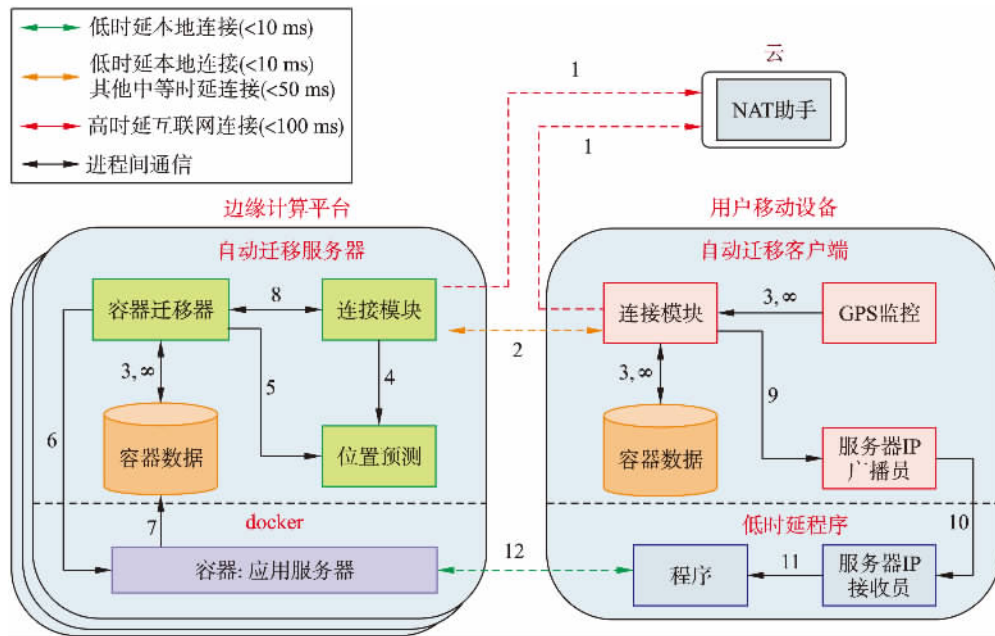 低时延本地连接(<10 ms)
低时延本地连接(<10 ms)
其他中等时延连接(<50 ms)
高时延互联网连接(<100 ms)
进程间通信
云
NAT助手
1
1
边缘计算平台
用户移动设备
自动迁移服务器
自动迁移客户端
容器迁移器
8
连接模块
连接模块
3, ∞
GPS监控
2
3, ∞
5
4
3, ∞
9
6
容器数据
位置预测
容器数据
服务器IP
广播员
7
docker
低时延程序
10
容器: 应用服务器
12
程序
11
服务器IP
接收员